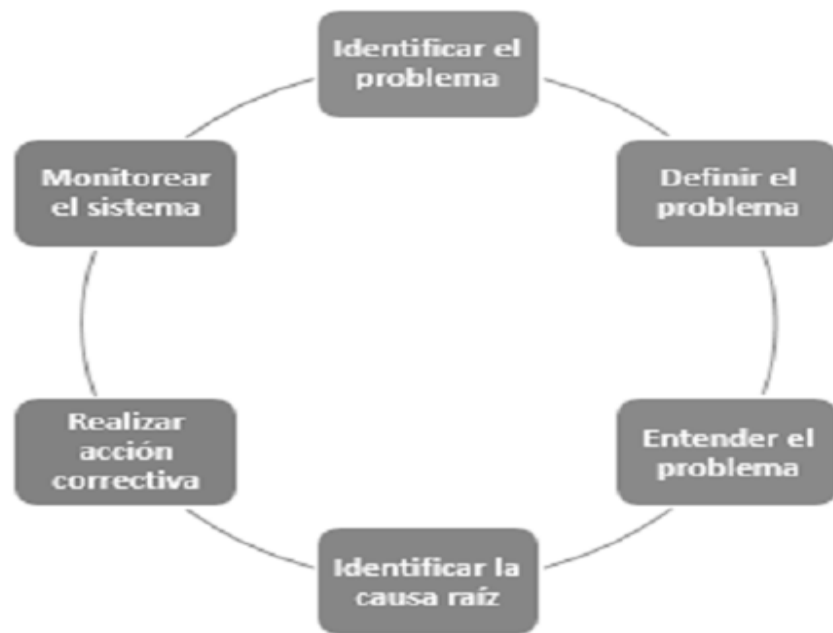 Identificar el
problema
Definir el
problema
Entender el
problema
Identificar la
causa raíz
Realizar
acción
correctiva
Monitorear
el sistema